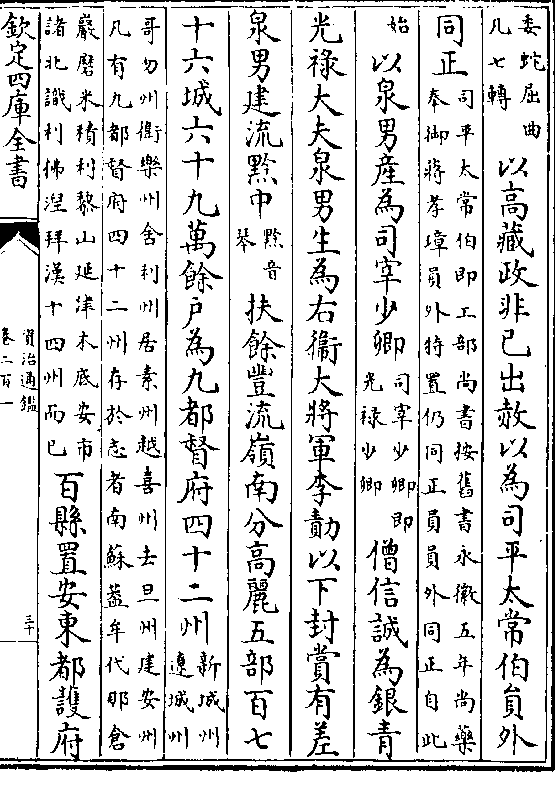 委蛇屈曲
凡七轉
以高藏政非已出赦以為司平太常伯員外
同正
司平太常伯即工部尚書按舊書永徽五年尚藥
奉御蔣孝璋員外特置仍同正員員外同正自此
始
以泉男産為司宰少卿
司宰少卿即
光禄少卿
僧信誠為銀青
光祿大夫泉男生為右衞大將軍李勣以下封賞有差
泉男建流黔中
黔音
琴
扶餘豐流嶺南分高麗五部百七
十六城六十九萬餘户為九都督府四十二州
新城州
遼城州
哥勿州衛樂州舍利州居素州越喜州去旦州建安州
凡有九都督府四十二州存於志者南蘇葢牟代那倉
巖磨米積利黎山延津木底安市
諸北識利佛湼拜漢十四州而已
百縣置安東都護府
欽定四庫全書
資治通鑑
卷二百一
三十